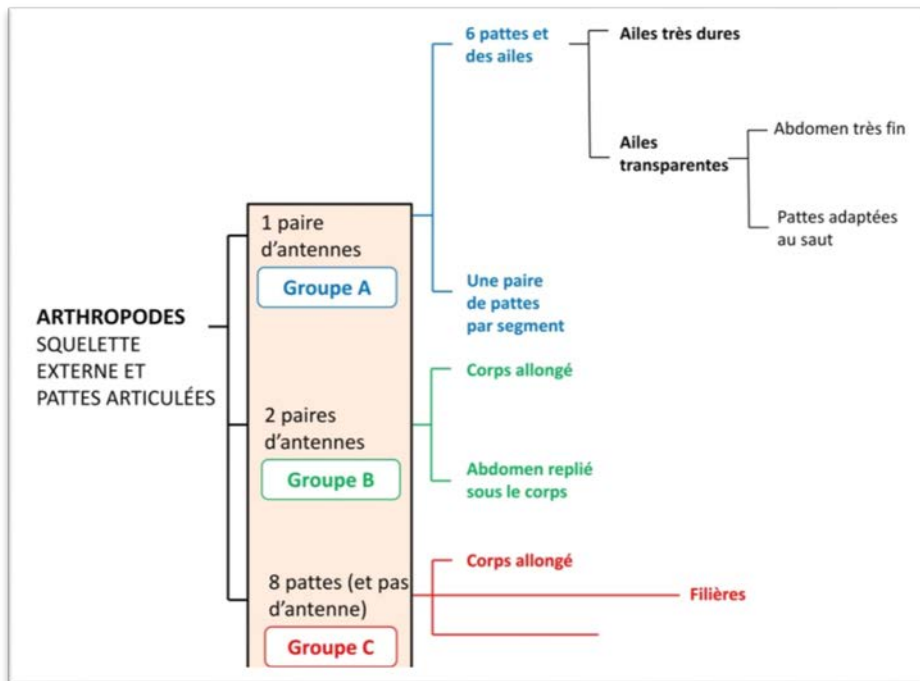 ARTHROPODES
SQUELETTE
EXTERNE ET
PATTES ARTICULÉES
1 paire
d’antennes
Groupe A
6 pattes et
des ailes
Ailes très dures
Ailes
transparentes
Abdomen très fin
Pattes adaptées
au saut
Une paire
de pattes
par segment
2 paires
d’antennes
Groupe B
Corps allongé
Abdomen replié
sous le corps
8 pattes (et pas
d’antenne)
Groupe C
Corps allongé
Filières